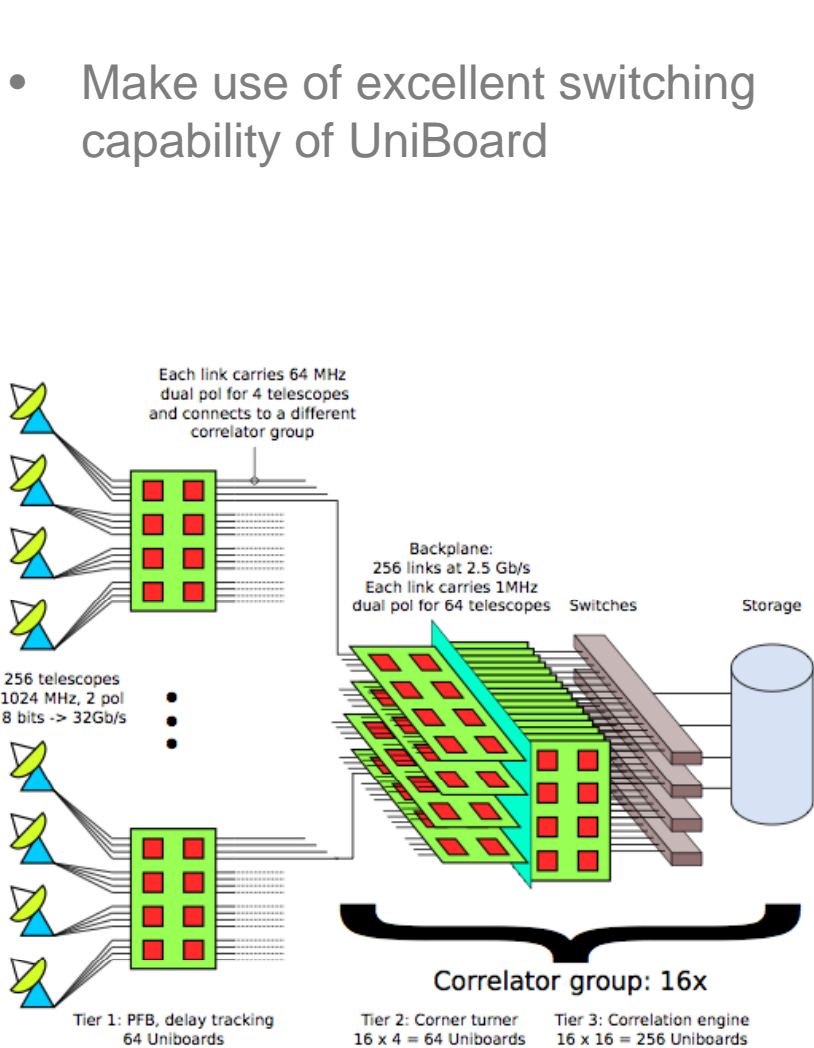 • Make use of excellent switching
capability of UniBoard
Each link carries 64 MHz
dual pol for 4 telescopes
and connects to a different
correlator group
Backplane:
256 links at 2.5 Gb/s
Each link carries 1MHz
dual pol for 64 telescopes
Switches
Storage
256 telescopes
1024 MHz, 2 pol
8 bits -> 32Gb/s
Correlator group: 16x
Tier 1: PFB, delay tracking
64 Uniboards
Tier 2: Corner turner
16 x 4 = 64 Uniboards
Tier 3: Correlation engine
16 x 16 = 256 Uniboards